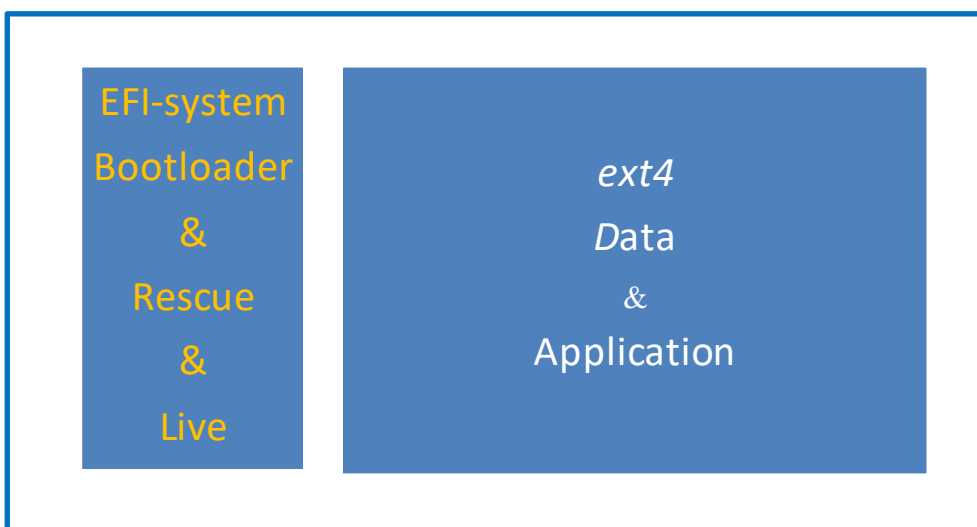 EFI-system
Bootloader
&
Rescue
&
Live
ext4
Data
&
Application